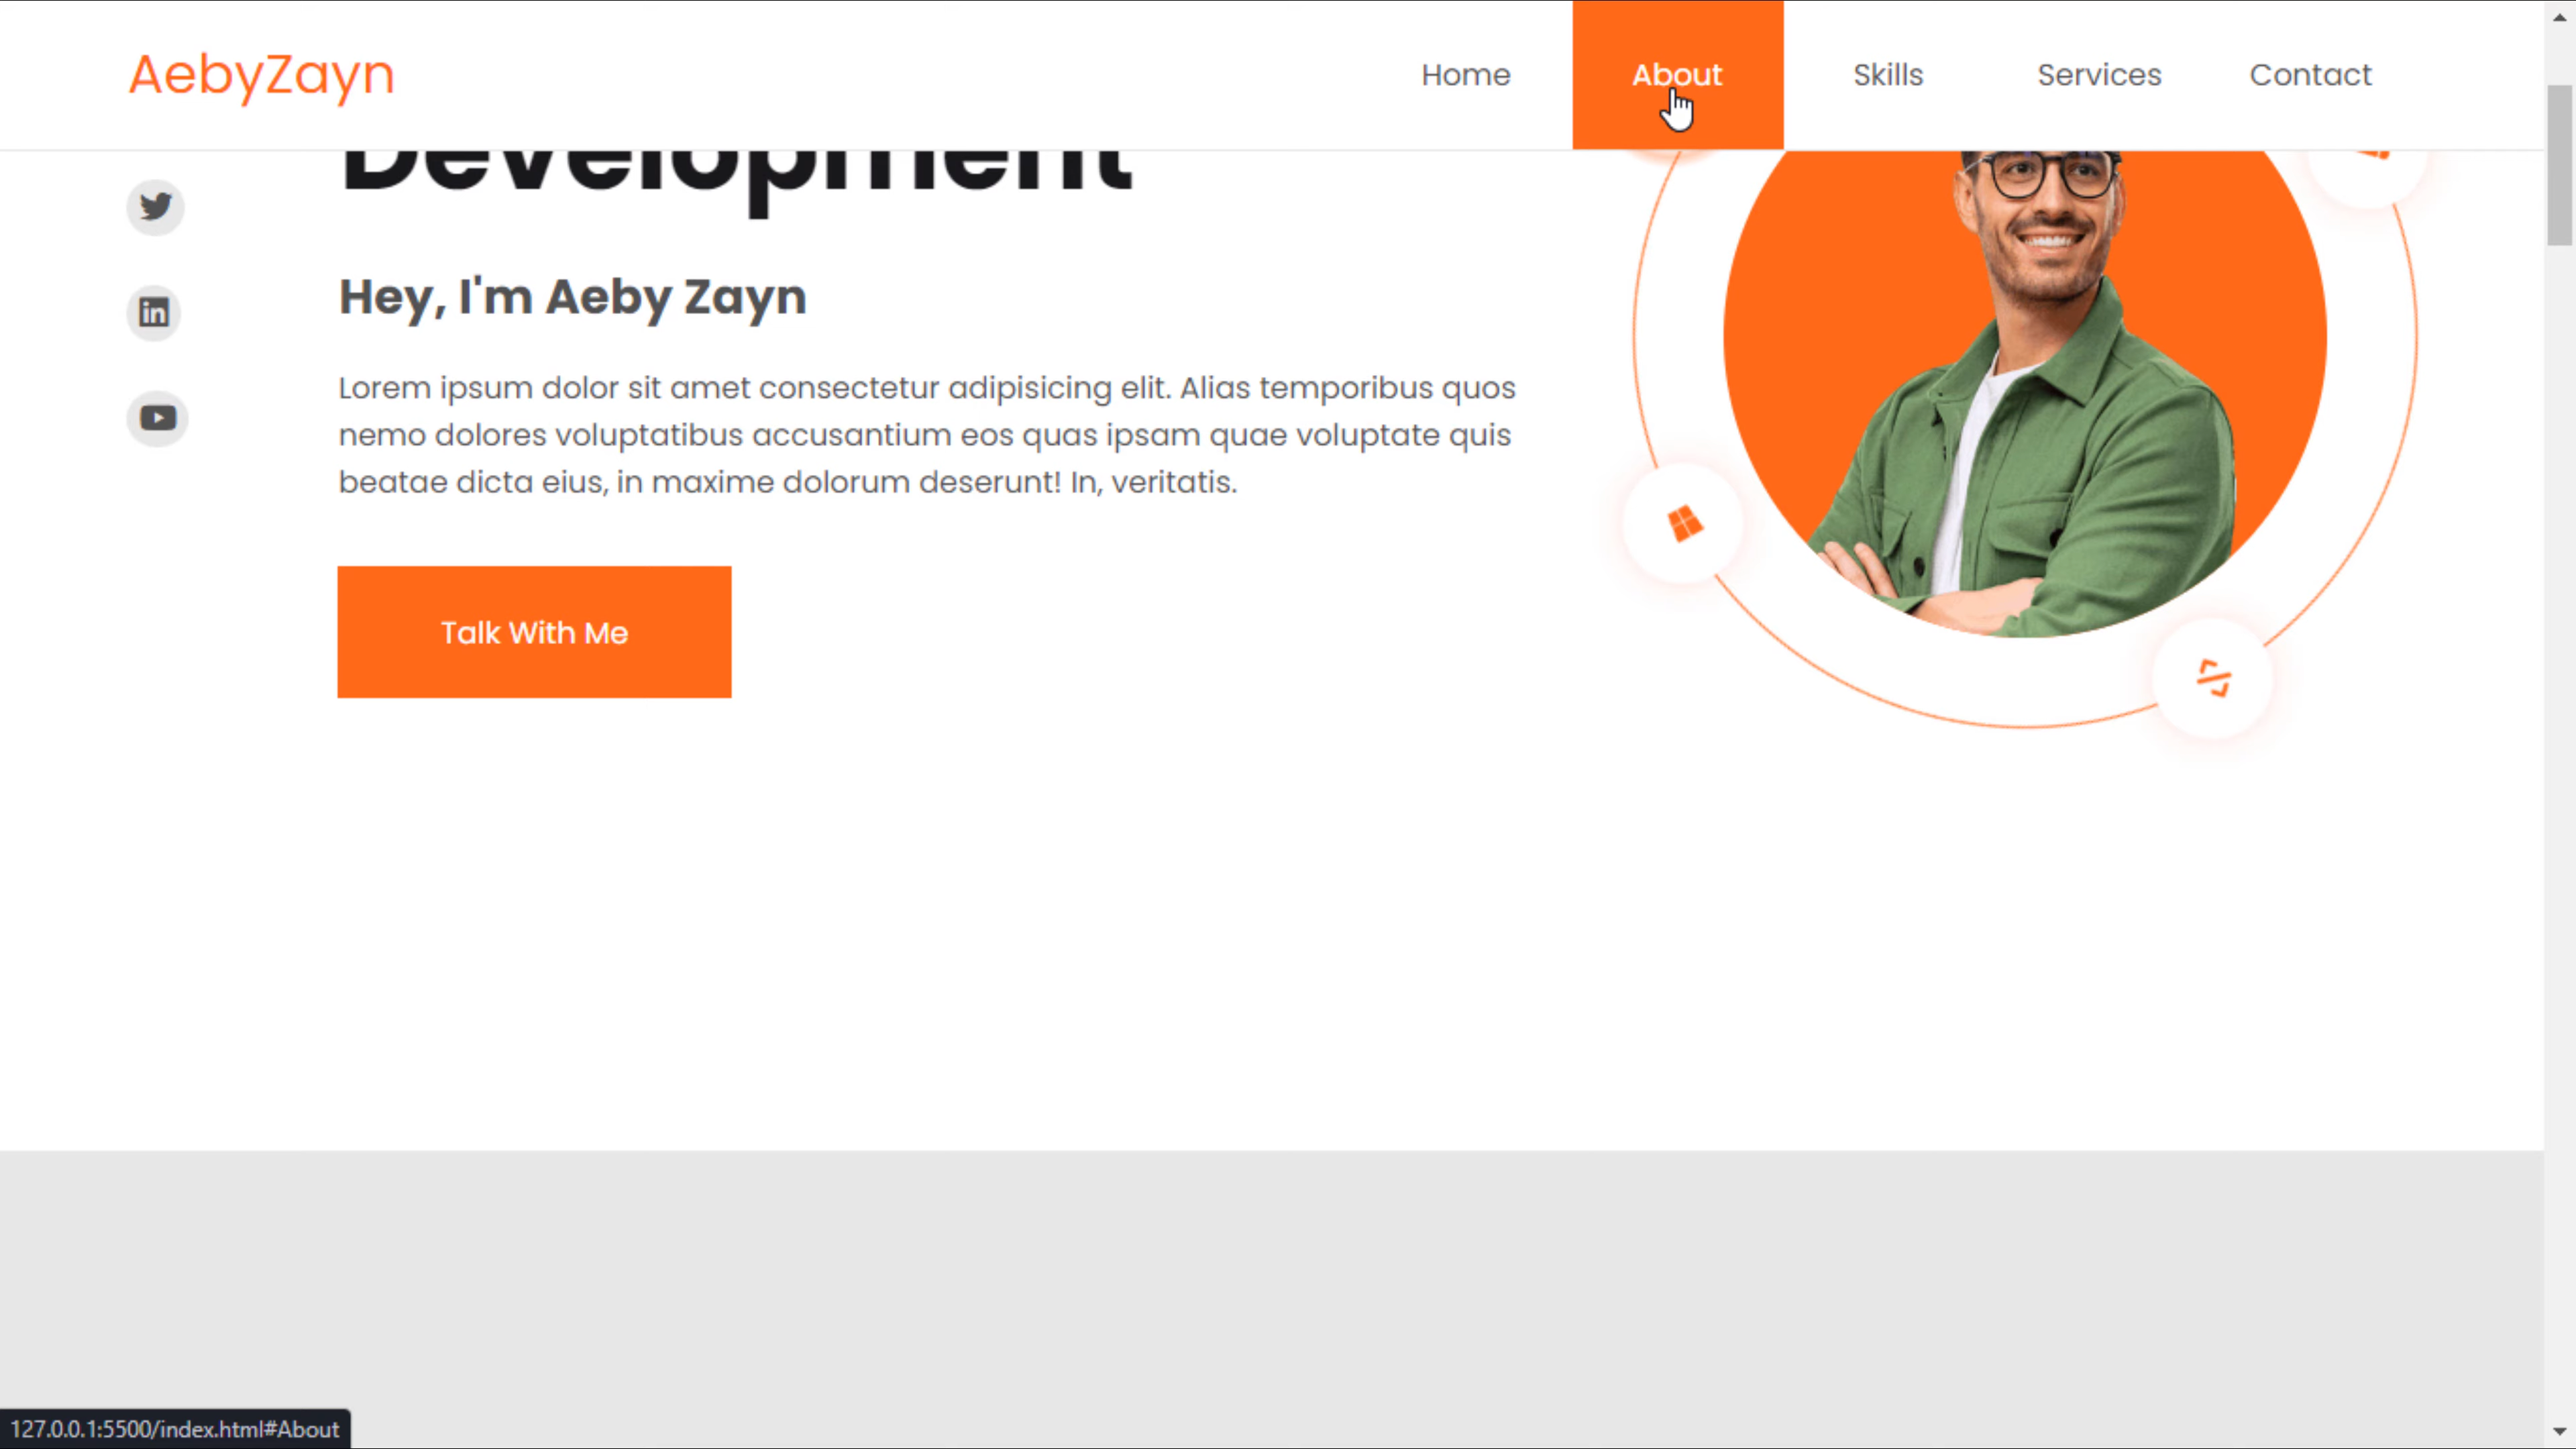 AebyZayn
Home About Skills Services Contact
Development
Hey, I'm Aeby Zayn
Lorem ipsum dolor sit amet consectetur adipisicing elit. Alias temporibus quos
nemo dolores voluptatibus accusantium eos quas ipsam quae voluptate quis
beatae dicta eius, in maxime dolorum deserunt! In, veritatis.
Talk With Me
127.0.0.1:5500/index.html#About